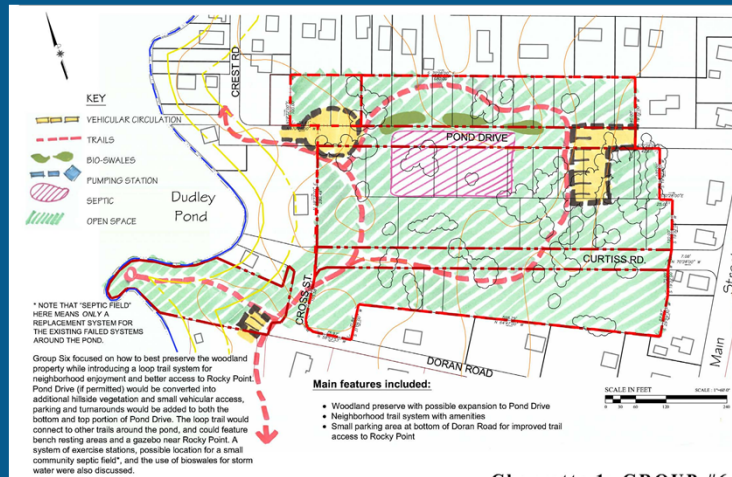 KEY
VEHICULAR CIRCULATION
TRAILS
BIO-SWALES
PUMPING STATION
SEPTIC
OPEN SPACE
CREST RD
POND DRIVE
Dudley
Pond
CURTISS RD.
CROSS ST.
DORAN ROAD
Main
* NOTE THAT "SEPTIC FIELD"
HERE MEANS ONLY A
REPLACEMENT SYSTEM FOR
THE EXISTING FAILED SYSTEMS
AROUND THE POND.
Group Six focused on how to best preserve the woodland
property while introducing a loop trail system for
neighborhood enjoyment and better access to Rocky Point.
Pond Drive (if permitted) would be converted into
additional hillside vegetation and small vehicular access,
parking and turnarounds would be added to both the
bottom and top portion of Pond Drive. The loop trail would
connect to other trails around the pond, and could feature
bench resting areas and a gazebo near Rocky Point. A
system of exercise stations, possible location for a small
community septic field*, and the use of bioswales for storm
water were also discussed.
Main features included:
• Woodland preserve with possible expansion to Pond Drive
• Neighborhood trail system with amenities
• Small parking area at bottom of Doran Road for improved trail
access to Rocky Point
SCALE IN FEET
GROUP #6